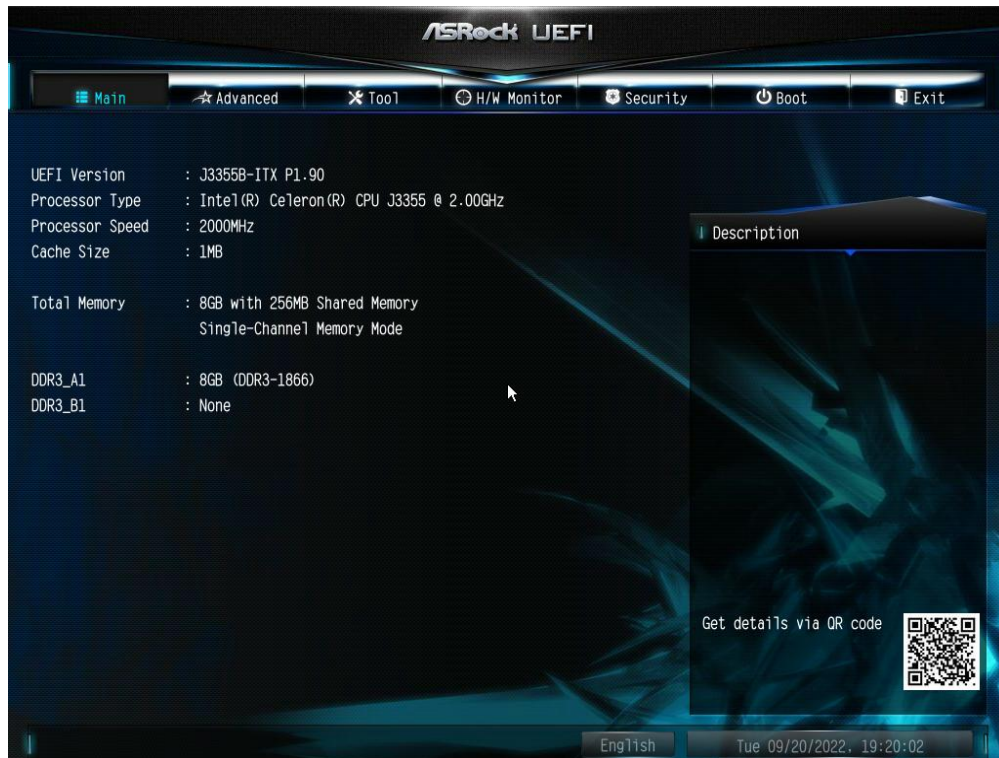 ASRock UEFI
Main Advanced Tool H/W Monitor Security Boot Exit
UEFI Version : J3355B-ITX P1.90
Processor Type : Intel(R) Celeron(R) CPU J3355 @ 2.00GHz
Processor Speed : 2000MHz
Cache Size : 1MB
Total Memory : 8GB with 256MB Shared Memory
Single-Channel Memory Mode
DDR3_A1 : 8GB (DDR3-1866)
DDR3_B1 : None
Description
Get details via QR code
English Tue 09/20/2022. 19:20:02